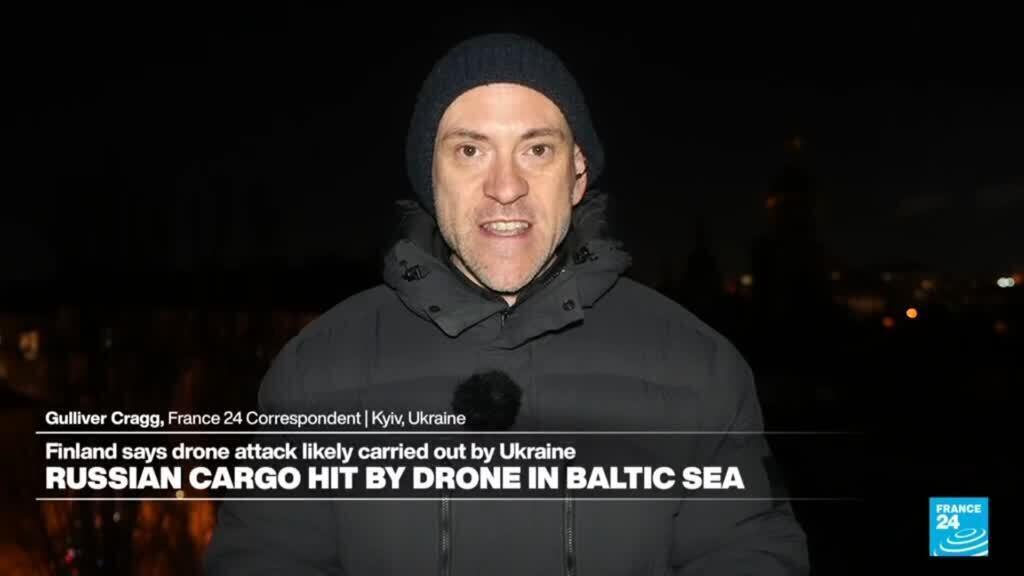 Gulliver Cragg, France 24 Correspondent | Kyiv, Ukraine
Finland says drone attack likely carried out by Ukraine
RUSSIAN CARGO HIT BY DRONE IN BALTIC SEA
FRANCE
24